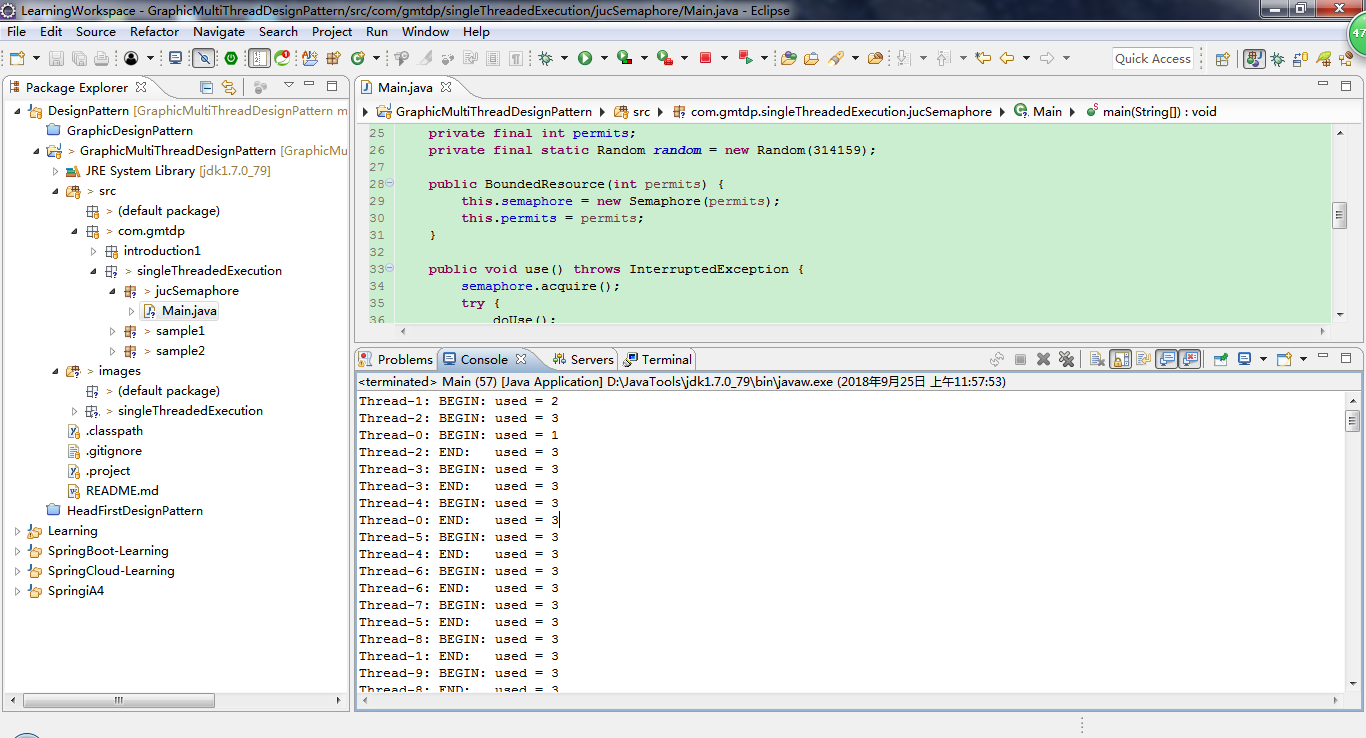 LearningWorkspace - GraphicMultiThreadDesignPattern/src/com/gmtdp/singleThreadedExecution/jucSemaphore/Main.java - Eclipse
File Edit Source Refactor Navigate Search Project Run Window Help
47
Quick Access
Package Explorer
DesignPattern [GraphicMultiThreadDesignPattern m
GraphicDesignPattern
> GraphicMultiThreadDesignPattern [GraphicMu
JRE System Library [jdk1.7.0_79]
> src
> (default package)
> com.gmtdp
introduction1
> singleThreadedExecution
> jucSemaphore
Main.java
> sample1
> sample2
> images
> (default package)
> singleThreadedExecution
.classpath
.gitignore
.project
README.md
HeadFirstDesignPattern
Learning
SpringBoot-Learning
SpringCloud-Learning
SpringiA4
Main.java
GraphicMultiThreadDesignPattern src com.gmtdp.singleThreadedExecution.jucSemaphore Main main(String[]) : void
25 private final int permits;
26 private final static Random random = new Random(314159);
27
28 public BoundedResource(int permits) {
29 this.semaphore = new Semaphore(permits);
30 this.permits = permits;
31 }
32
33 public void use() throws InterruptedException {
34 semaphore.acquire();
35 try {
36 doUse();
Problems Console Servers Terminal
<terminated> Main (57) [Java Application] D:\JavaTools\jdk1.7.0_79\bin\javaw.exe (2018年9月25日 上午11:57:53)
Thread-1: BEGIN: used = 2
Thread-2: BEGIN: used = 3
Thread-0: BEGIN: used = 1
Thread-2: END: used = 3
Thread-3: BEGIN: used = 3
Thread-3: END: used = 3
Thread-4: BEGIN: used = 3
Thread-0: END: used = 3
Thread-5: BEGIN: used = 3
Thread-4: END: used = 3
Thread-6: BEGIN: used = 3
Thread-6: END: used = 3
Thread-7: BEGIN: used = 3
Thread-5: END: used = 3
Thread-8: BEGIN: used = 3
Thread-1: END: used = 3
Thread-9: BEGIN: used = 3
Thread-8: END: used = 3